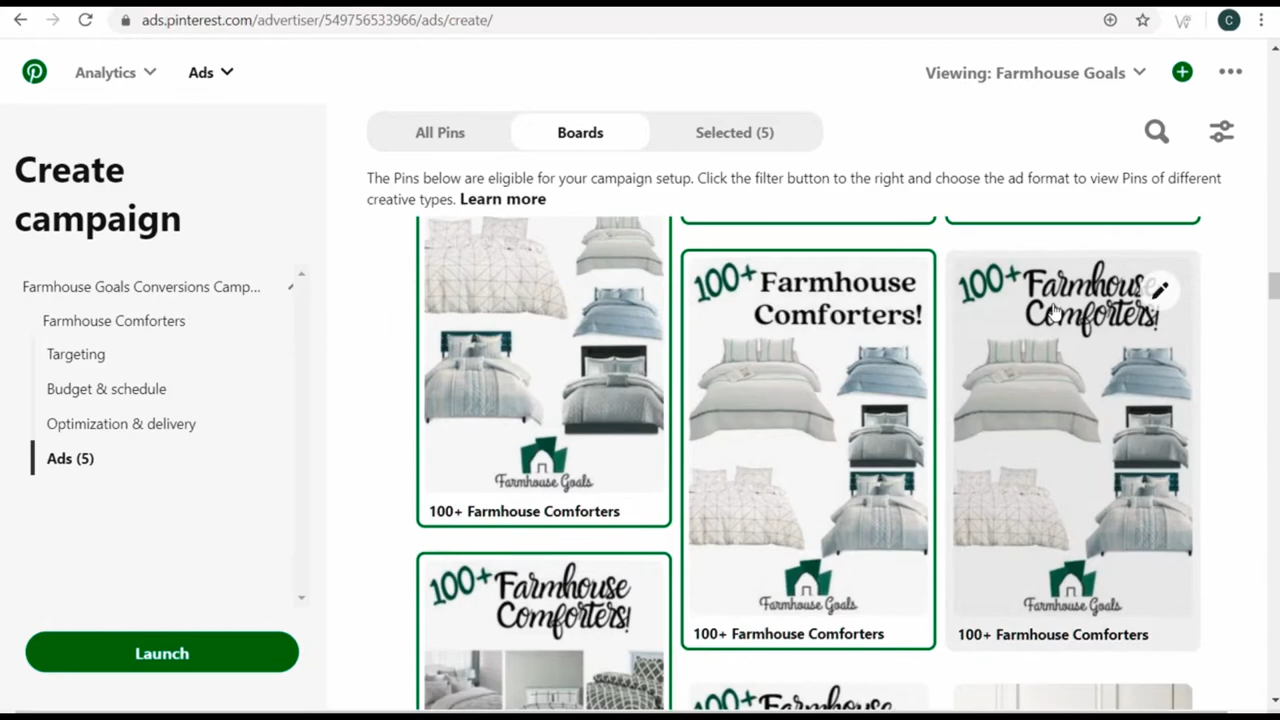 ads.pinterest.com/advertiser/549756533966/ads/create/
C
Analytics
Ads
Viewing: Farmhouse Goals
Create
campaign
Farmhouse Goals Conversions Camp...
Farmhouse Comforters
Targeting
Budget & schedule
Optimization & delivery
Ads (5)
Launch
All Pins
Boards
Selected (5)
The Pins below are eligible for your campaign setup. Click the filter button to the right and choose the ad format to view Pins of different
creative types. Learn more
Farmhouse Goals
100+ Farmhouse Comforters
100+ Farmhouse
Comforters!
Farmhouse Goals
100+ Farmhouse Comforters
100+ Farmhouse
Comforters!
Farmhouse Goals
100+ Farmhouse Comforters
100+ Farmhouse
Comforters!
100+ Farmhouse